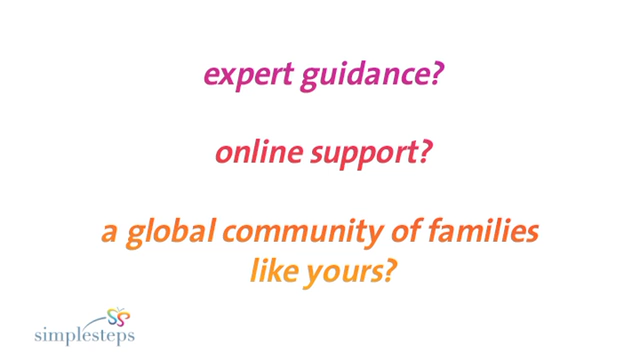 expert guidance?
online support?
a global community of families
like yours?
simplesteps